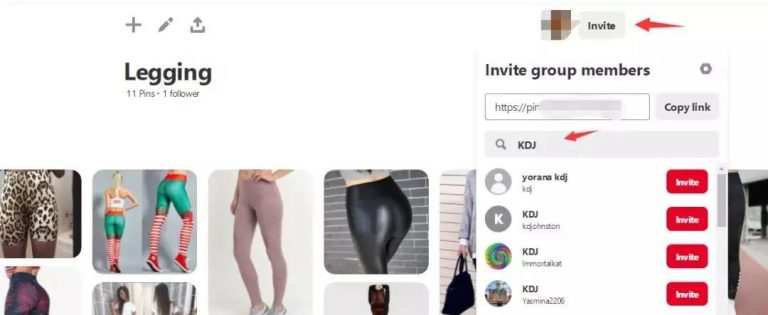 Invite
Legging
11 Pins • 1 follower
Invite group members
https://pin
Copy link
KDJ
yorana kdj
kdj
Invite
K
KDJ
kdjohnston
Invite
KDJ
Immortalkat
Invite
KDJ
Yasmina2206
Invite